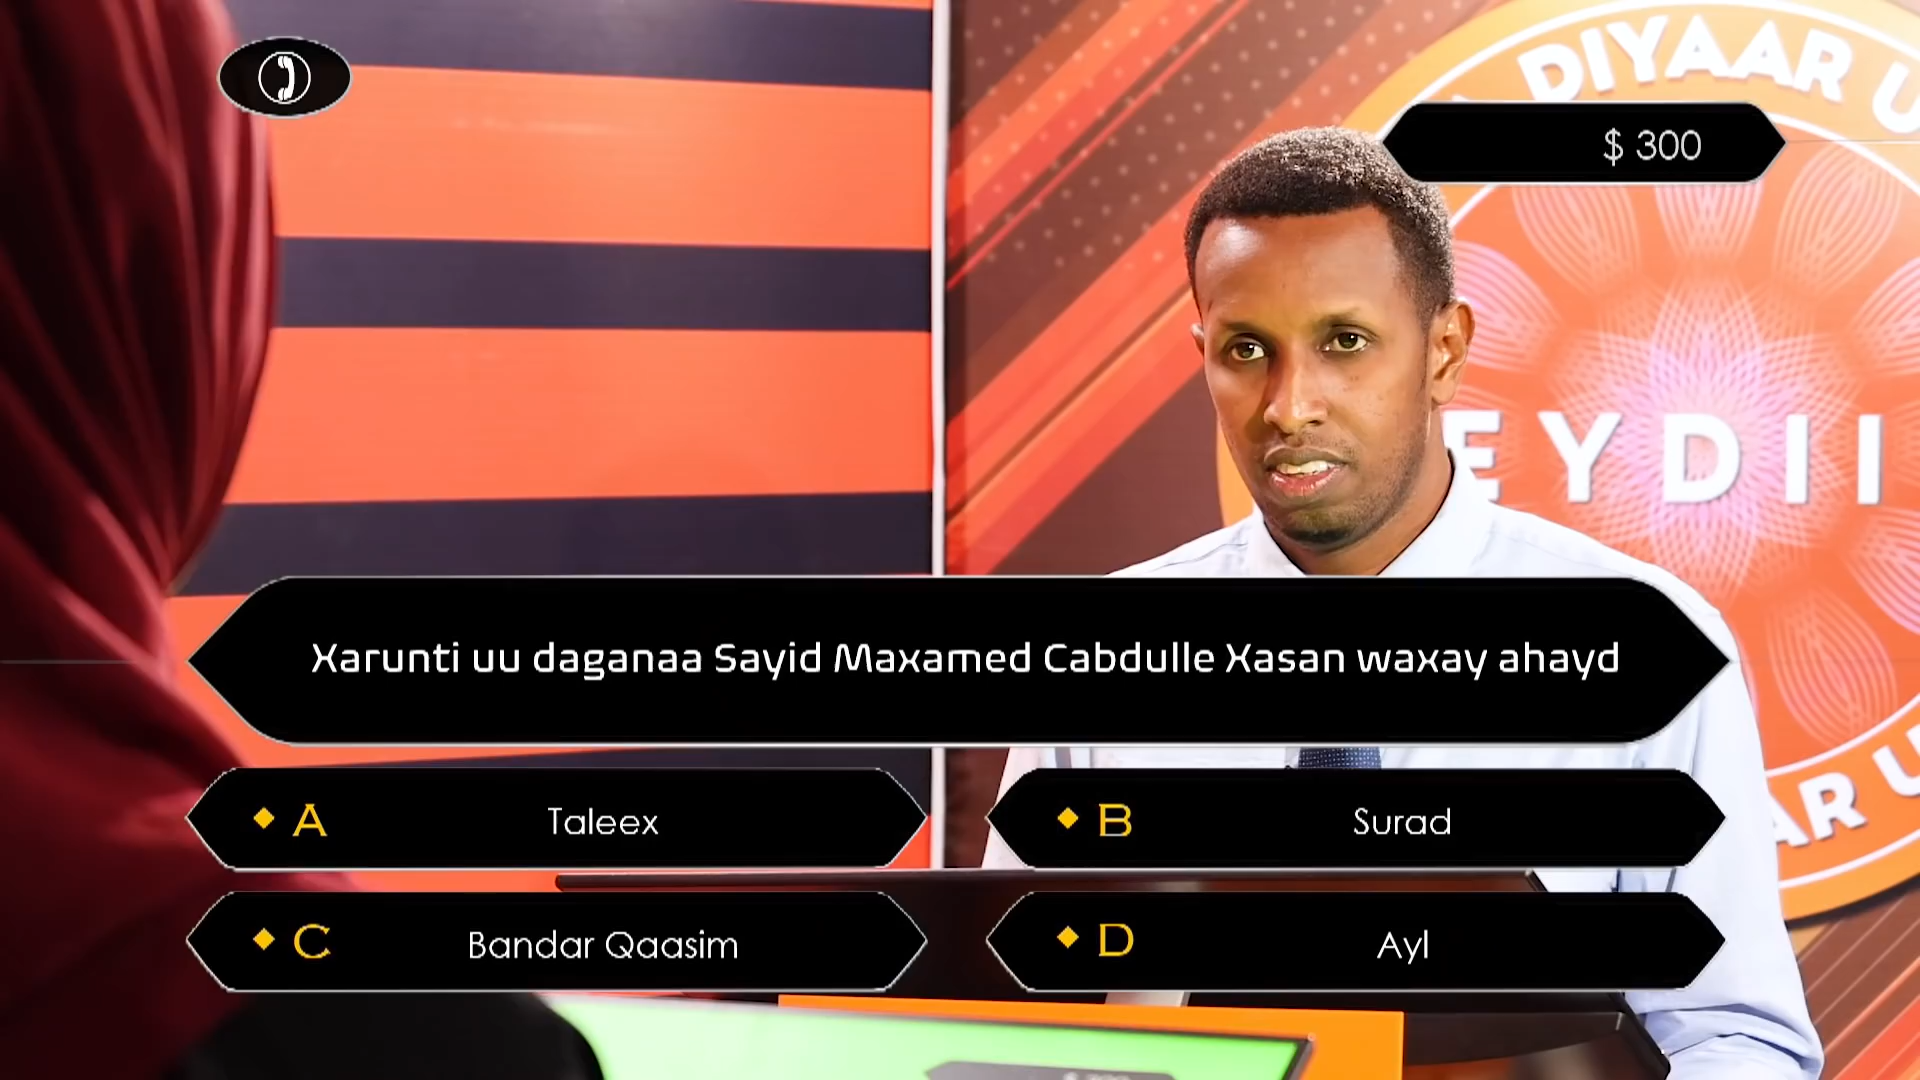 DIYAAR U
$ 300
EYDII
Xarunti uu daganaa Sayid Maxamed Cabdulle Xasan waxay ahayd
AR U
A Taleex
B Surad
C Bandar Qaasim
D Ayl